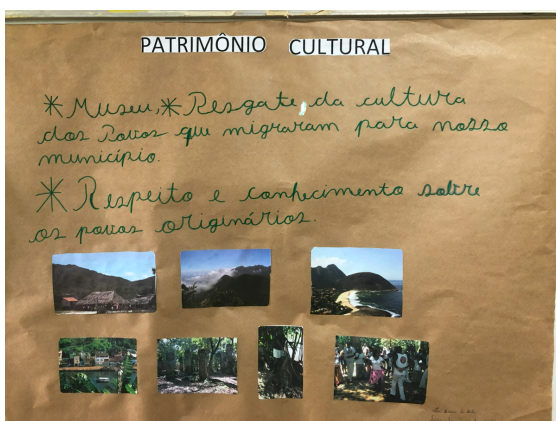 PATRIMÔNIO CULTURAL
* Museu, * Resgate da cultura
dos Povos que migraram para nosso
município.
* Respeito e conhecimento sobre
os povos originários.